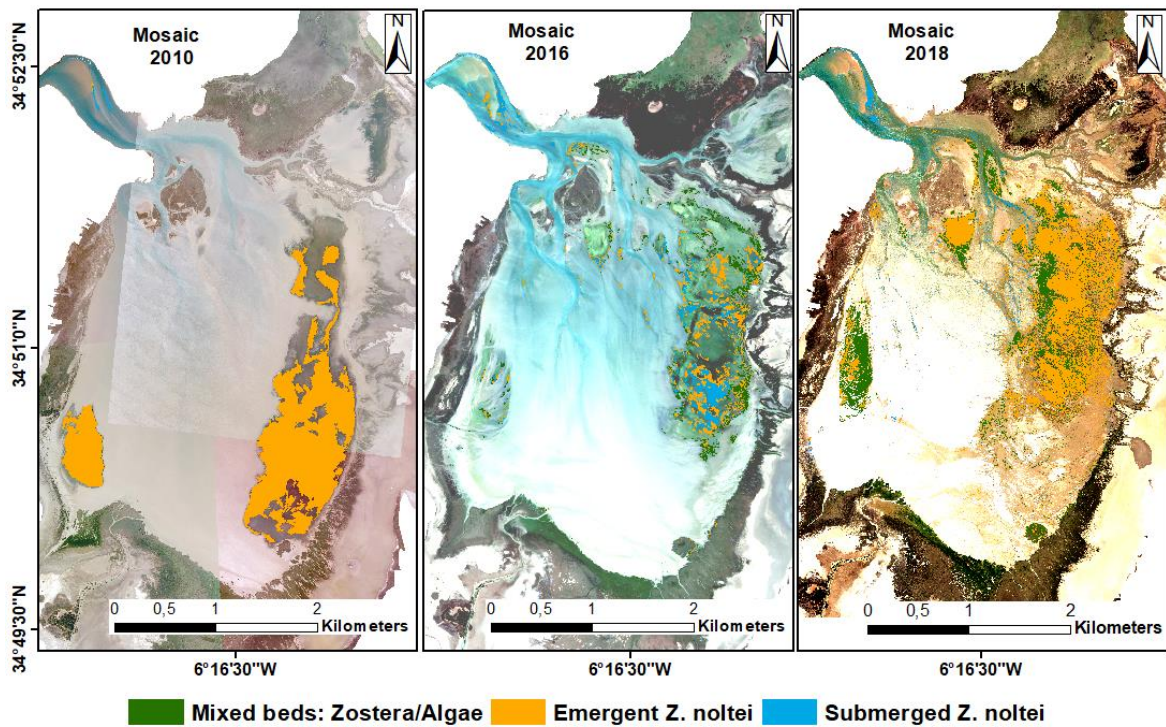 Mosaic
2010
N
Mosaic
2016
N
Mosaic
2018
N
34°52'30"N
34°51'0"N
34°49'30"N
0 0,5 1 2
Kilometers
0 0,5 1 2
Kilometers
0 0,5 1 2
Kilometers
6°16'30"W
6°16'30"W
6°16'30"W
Mixed beds: Zostera/Algae
Emergent Z. noltei
Submerged Z. noltei